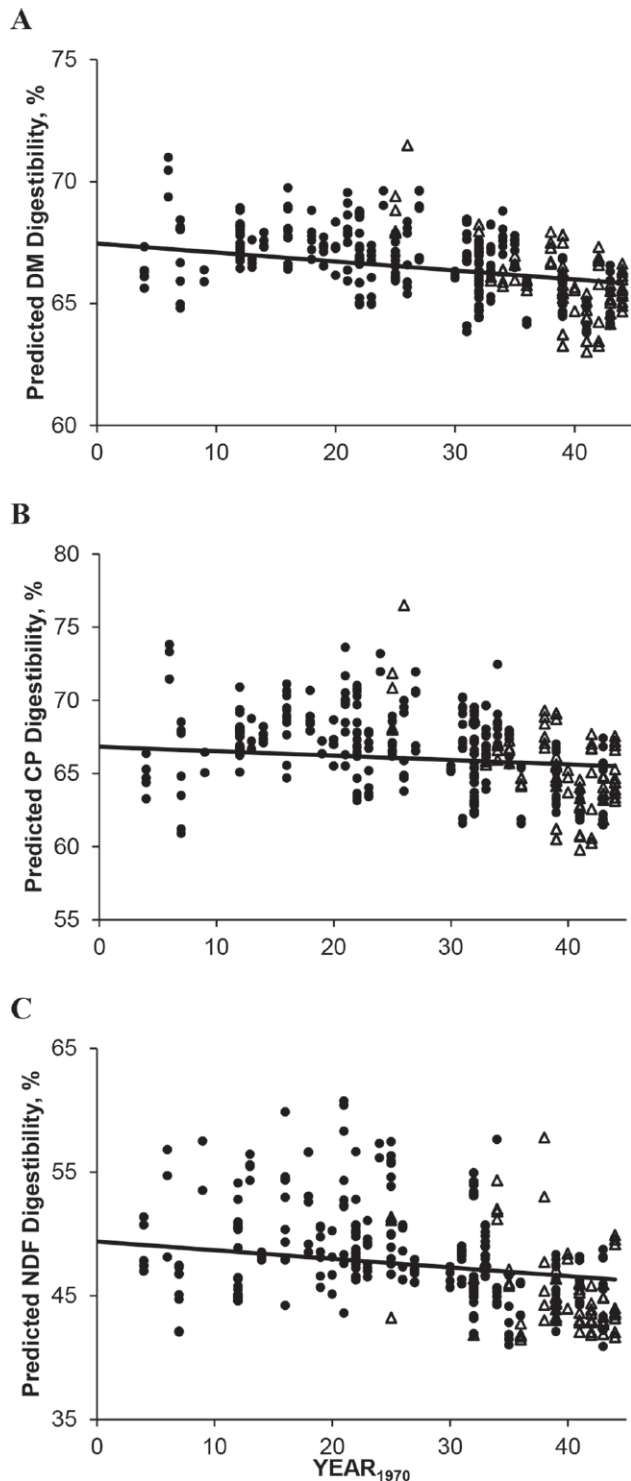 A
Predicted DM Digestibility, %
75
70
65
60
0 10 20 30 40
B
Predicted CP Digestibility, %
80
75
70
65
60
55
0 10 20 30 40
C
Predicted NDF Digestibility, %
65
55
45
35
0 10 20 30 40
YEAR1970